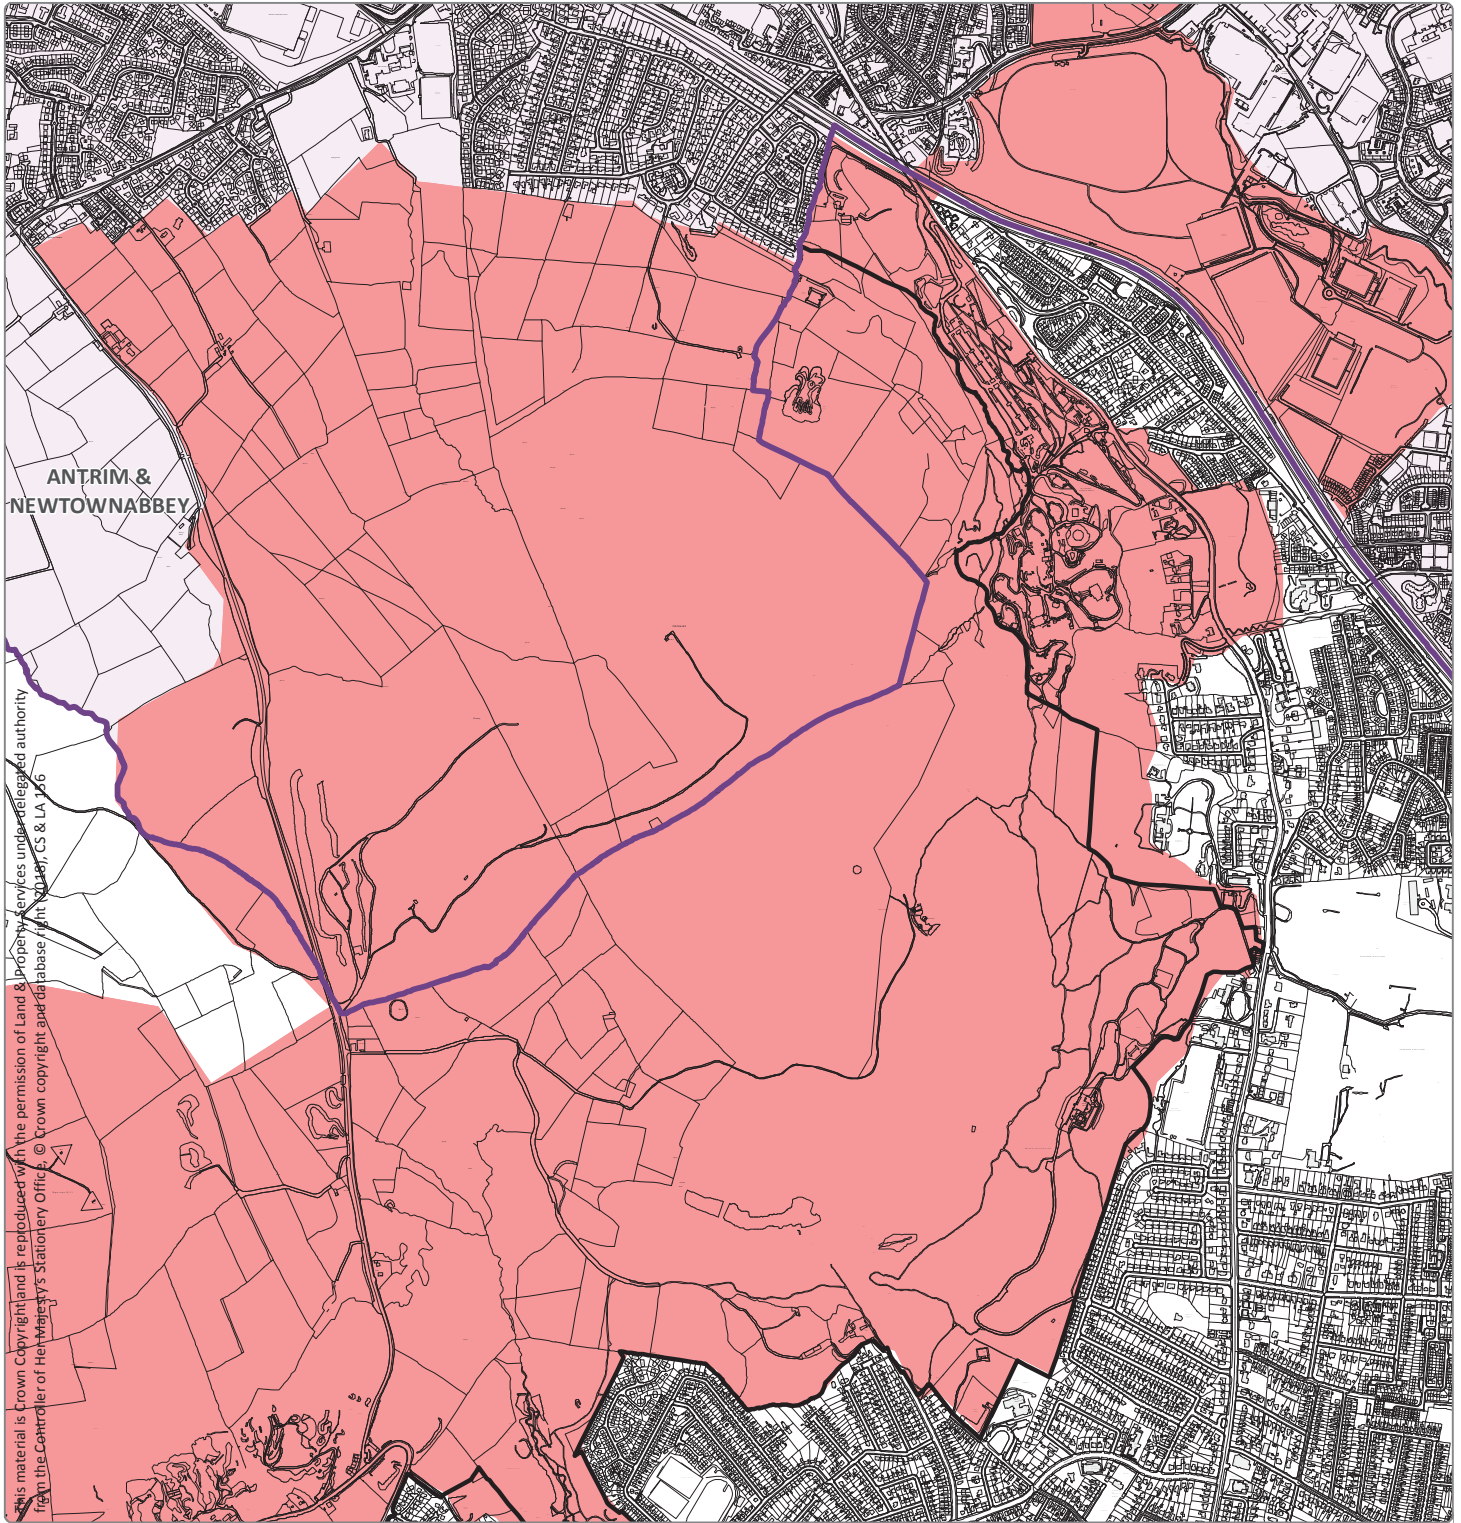 ANTRIM &
NEWTOWNABBEY
This material is Crown Copyright and is reproduced with the permission of Land & Property Services under delegated authority
from the Controller of Her Majesty's Stationery Office, © Crown copyright and database right (2018), CS & LA 156